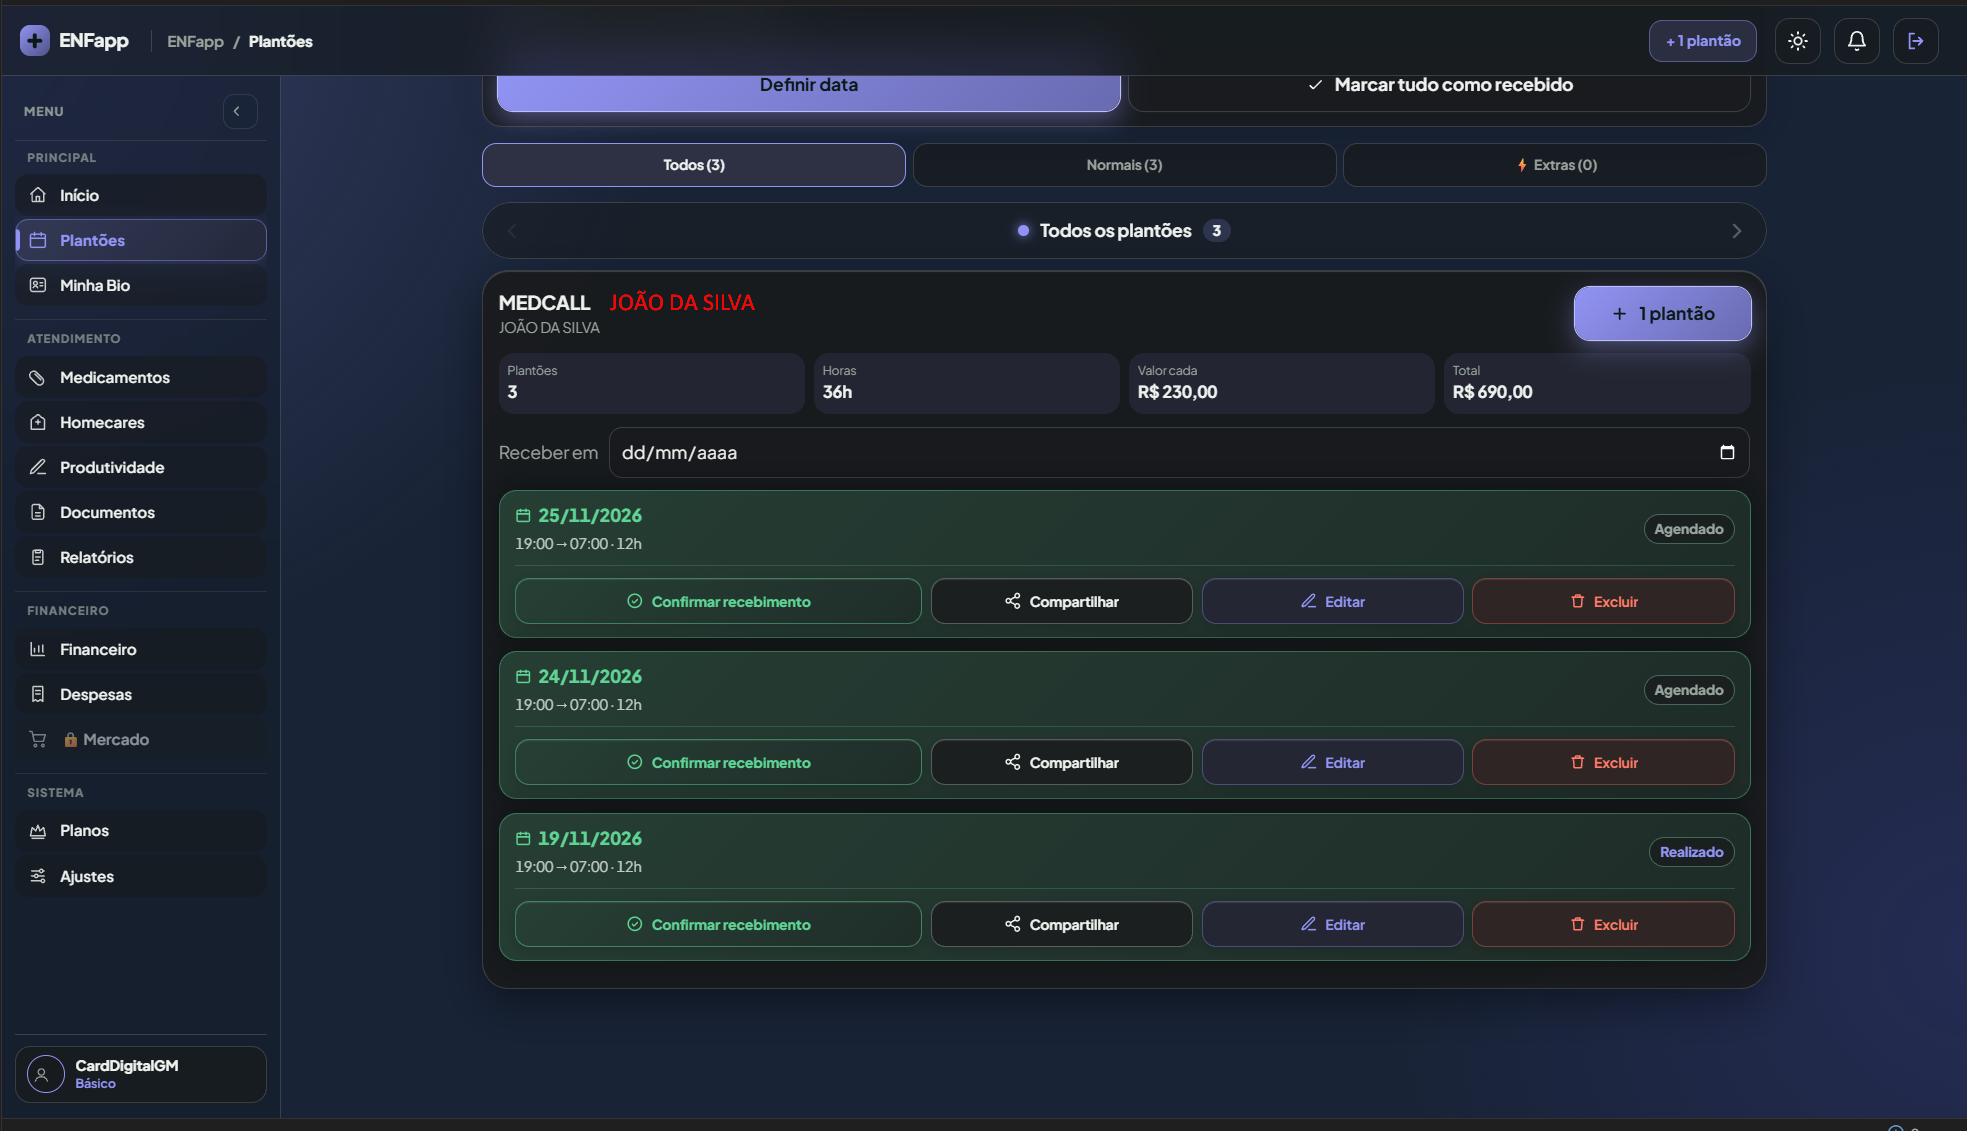 ENFapp
ENFapp / Plantões
+ 1 plantão
MENU
PRINCIPAL
Início
Plantões
Minha Bio
ATENDIMENTO
Medicamentos
Homecares
Produtividade
Documentos
Relatórios
FINANCEIRO
Financeiro
Despesas
Mercado
SISTEMA
Planos
Ajustes
CardDigitalGM
Básico
Definir data
Marcar tudo como recebido
Todos (3)
Normais (3)
Extras (0)
Todos os plantões 3
MEDCALL JOÃO DA SILVA
JOÃO DA SILVA
+ 1 plantão
Plantões
3
Horas
36h
Valor cada
R$ 230,00
Total
R$ 690,00
Receber em dd/mm/aaaa
25/11/2026
19:00→07:00 · 12h
Agendado
Confirmar recebimento
Compartilhar
Editar
Excluir
24/11/2026
19:00→07:00 · 12h
Agendado
Confirmar recebimento
Compartilhar
Editar
Excluir
19/11/2026
19:00→07:00 · 12h
Realizado
Confirmar recebimento
Compartilhar
Editar
Excluir